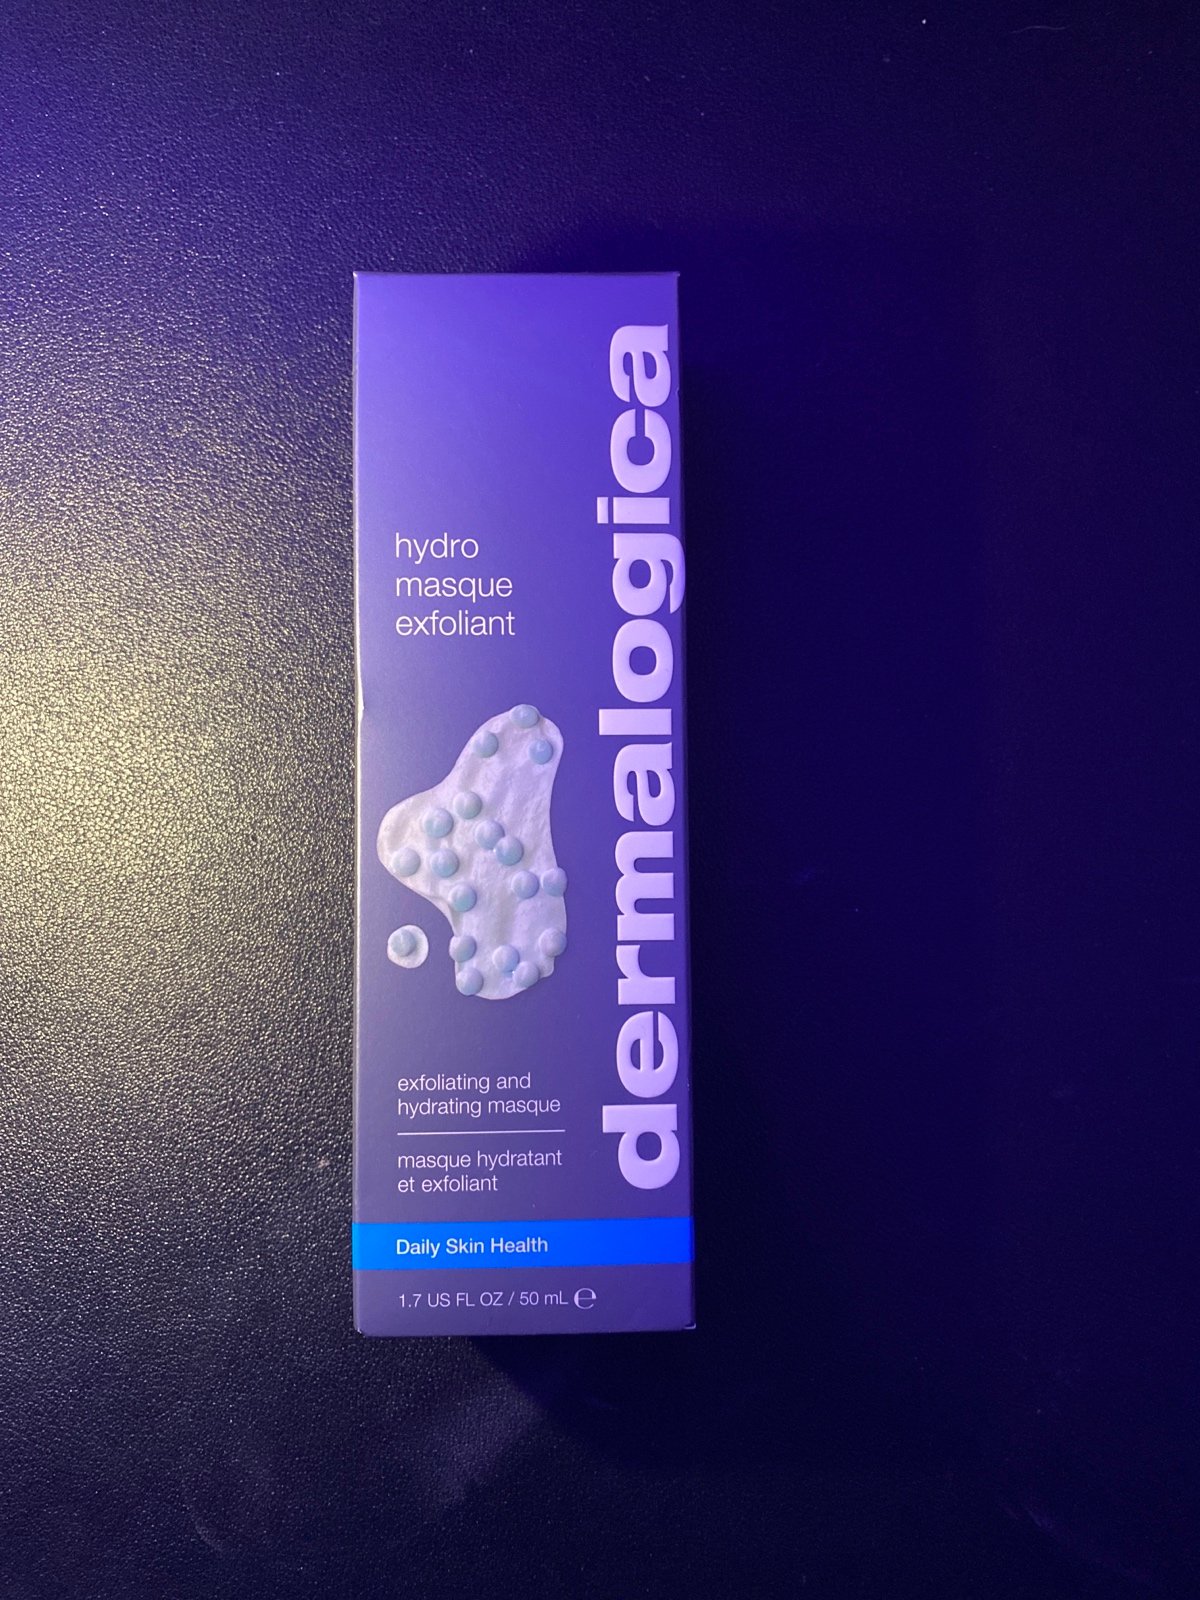 hydro
masque
exfoliant
dermalogica
exfoliating and
hydrating masque
masque hydratant
et exfoliant
Daily Skin Health
1.7 US FL OZ / 50 mL ℮